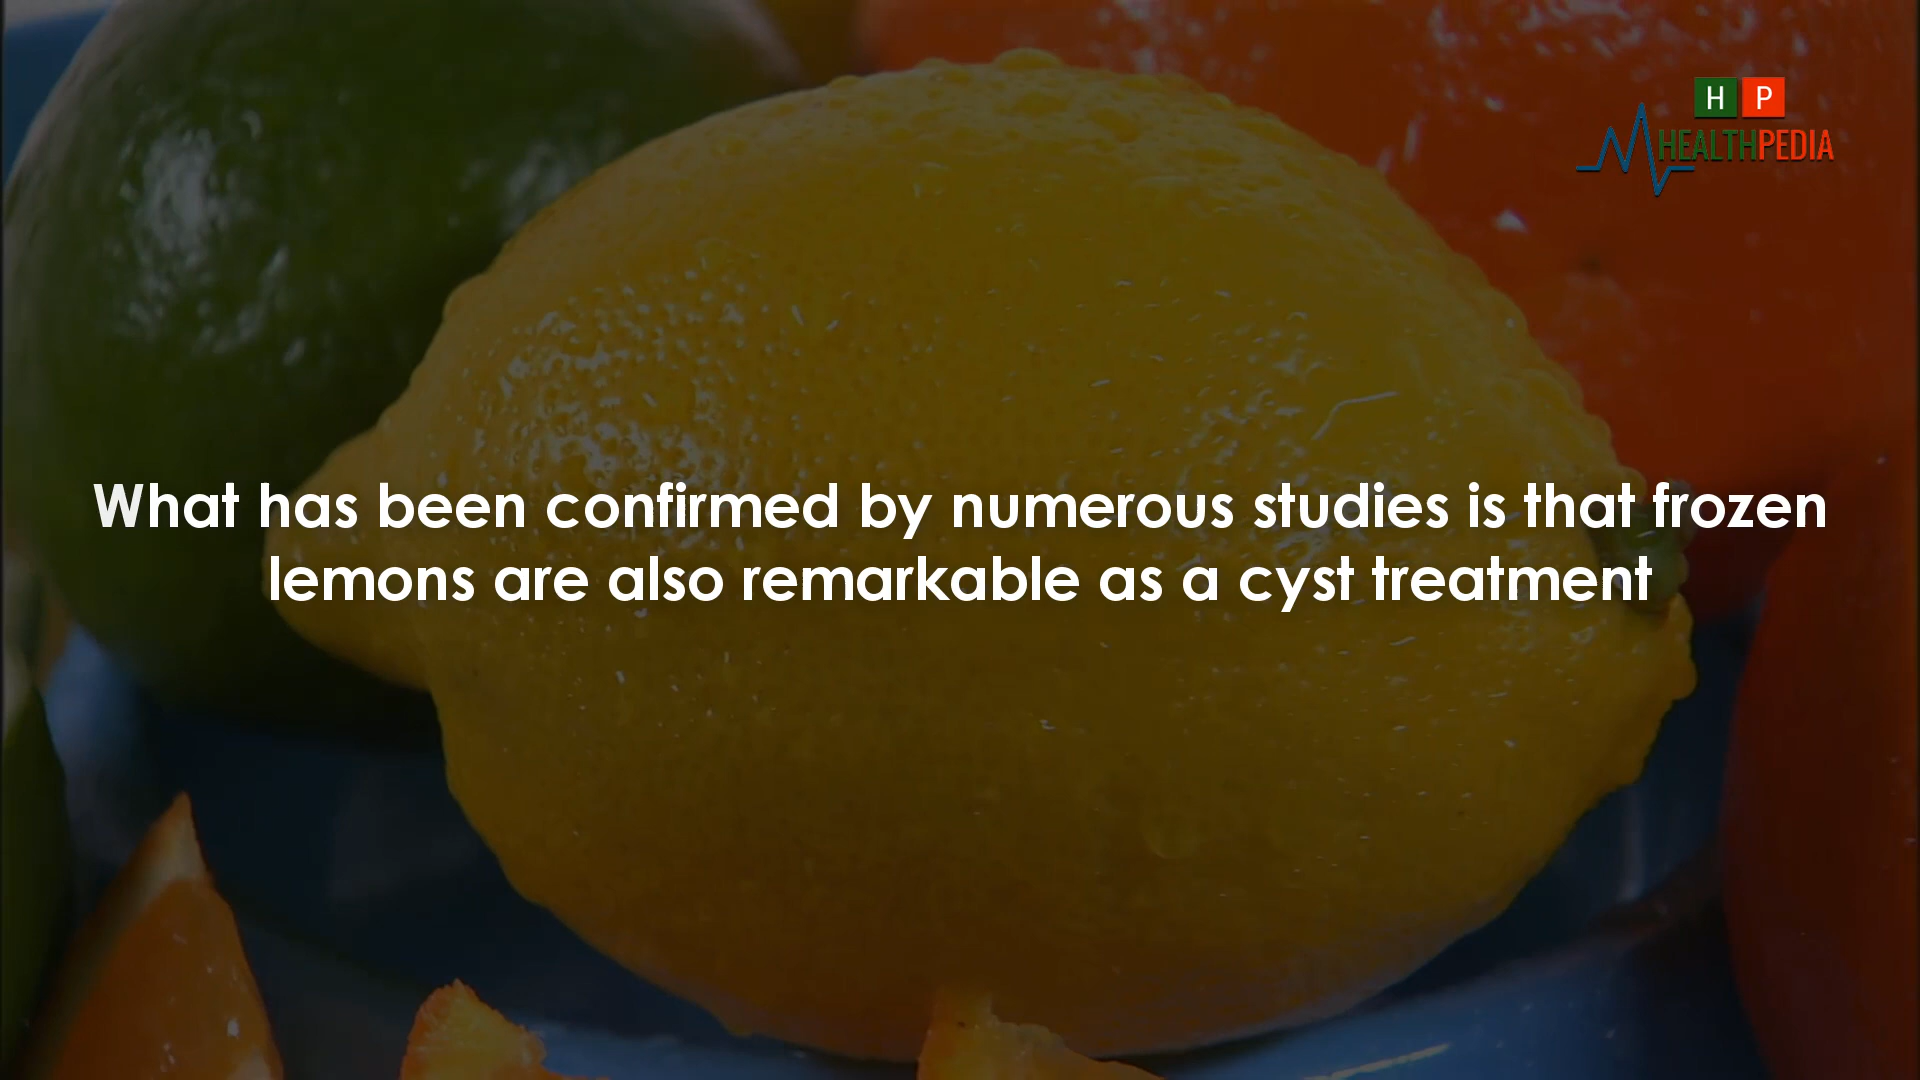 H P
HEALTHPEDIA
What has been confirmed by numerous studies is that frozen
lemons are also remarkable as a cyst treatment